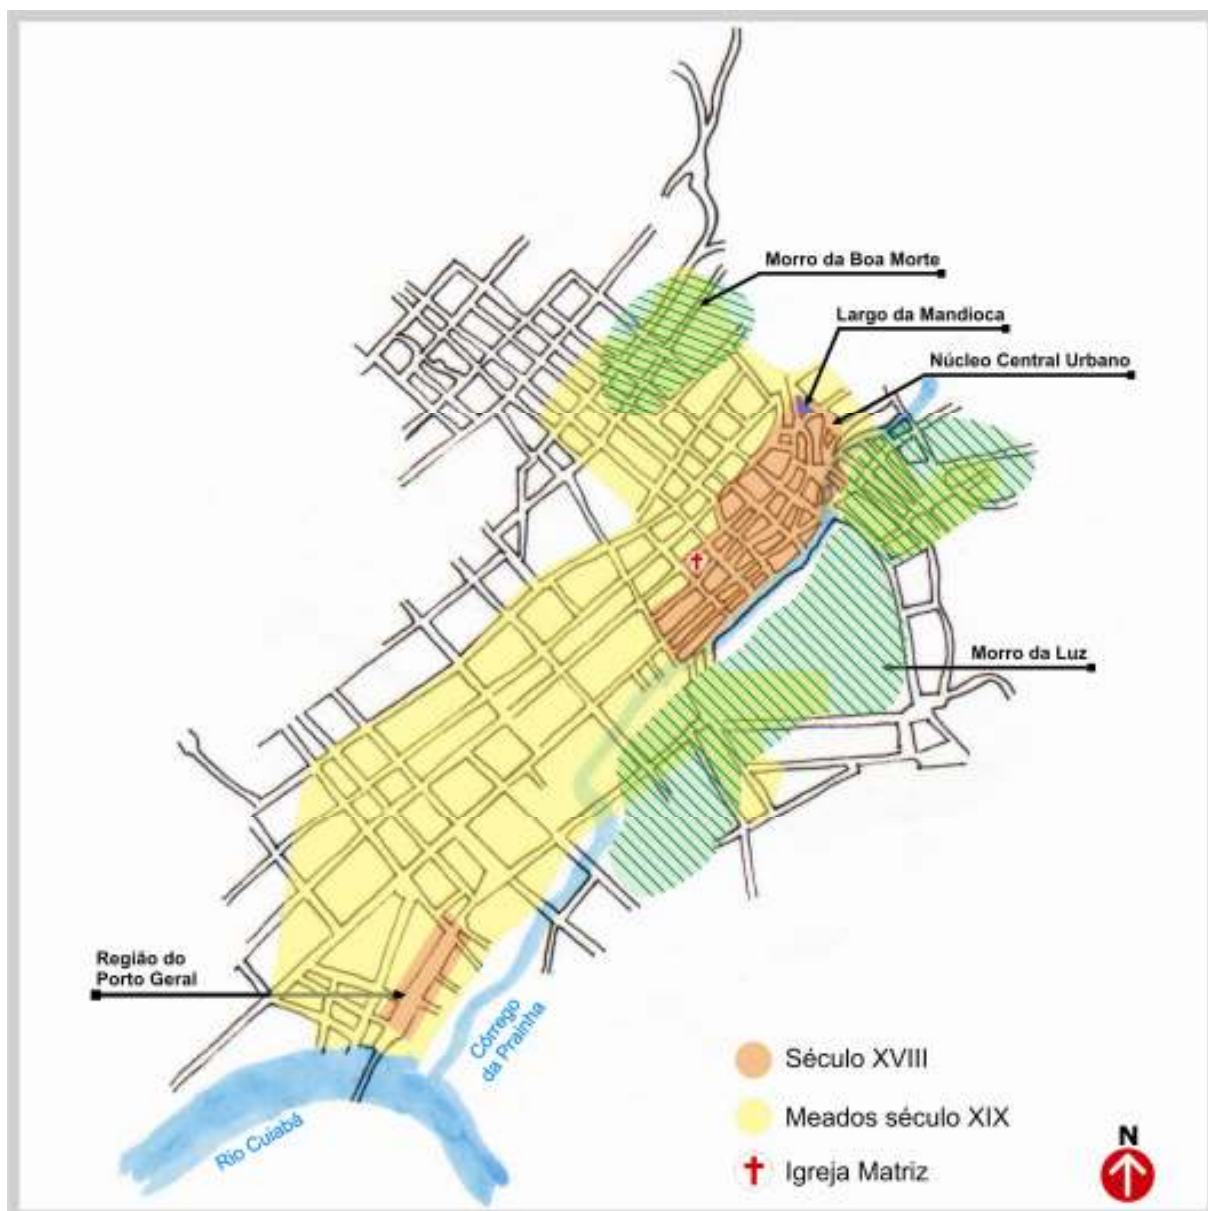 Morro da Boa Morte
Largo da Mandioca
Núcleo Central Urbano
Morro da Luz
Região do
Porto Geral
Córrego
da Prainha
Rio Cuiabá
Século XVIII
Meados século XIX
Igreja Matriz
N